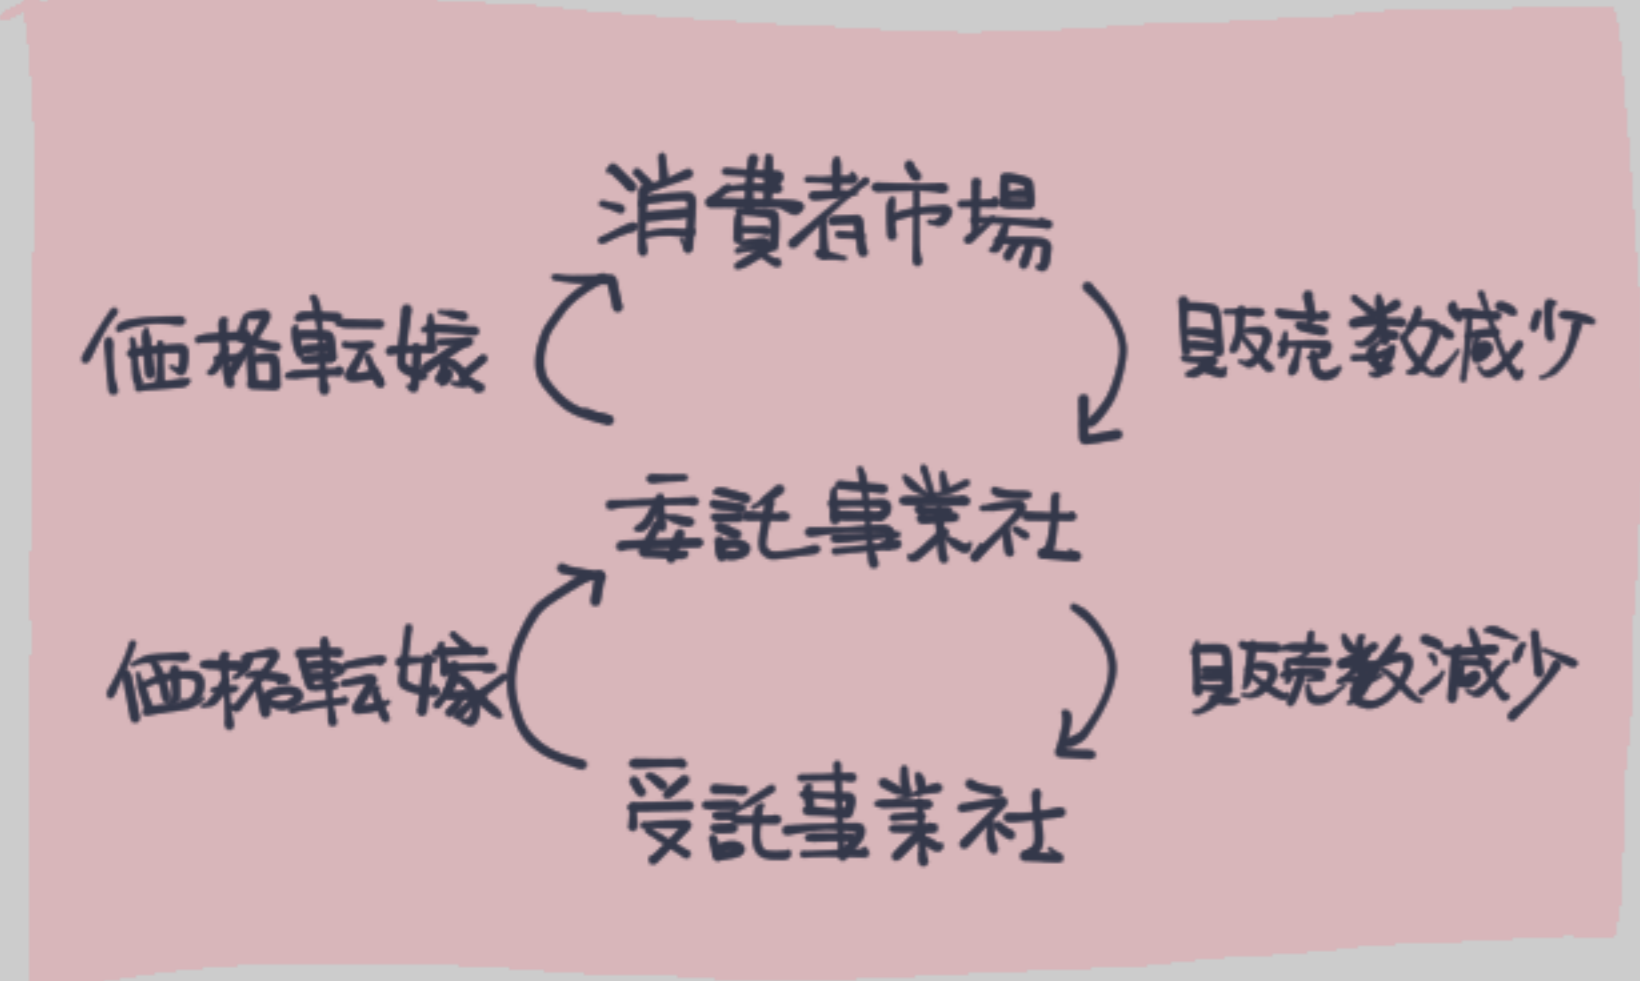 消費者市場
価格転嫁
販売数減少
委託事業社
価格転嫁
販売数減少
受託事業社